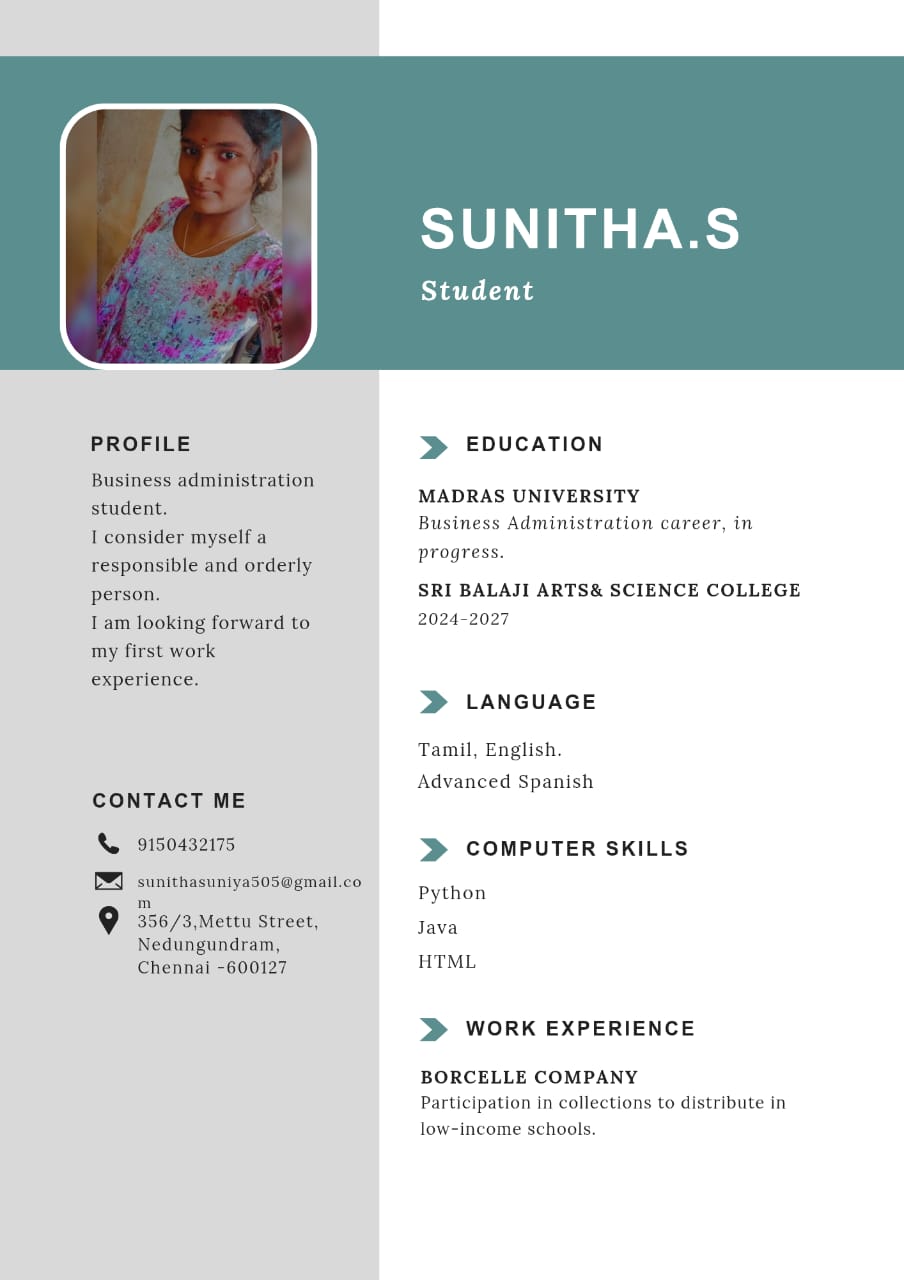 SUNITHA.S
Student
PROFILE
Business administration
student.
I consider myself a
responsible and orderly
person.
I am looking forward to
my first work
experience.
CONTACT ME
9150432175
sunithasuniya505@gmail.co
m
356/3,Mettu Street,
Nedungundram,
Chennai -600127
EDUCATION
MADRAS UNIVERSITY
Business Administration career, in
progress.
SRI BALAJI ARTS& SCIENCE COLLEGE
2024-2027
LANGUAGE
Tamil, English.
Advanced Spanish
COMPUTER SKILLS
Python
Java
HTML
WORK EXPERIENCE
BORCELLE COMPANY
Participation in collections to distribute in
low-income schools.